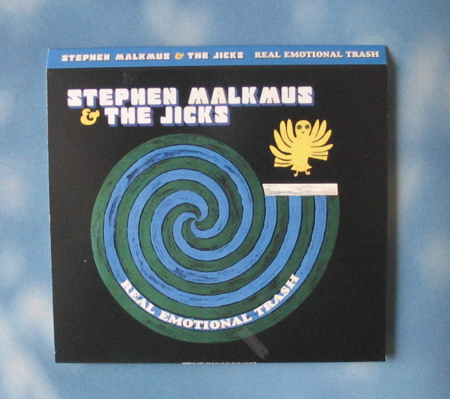 STEPHEN MALKMUS & THE JICKS REAL EMOTIONAL TRASH
STEPHEN MALKMUS
& THE JICKS
REAL EMOTIONAL TRASH